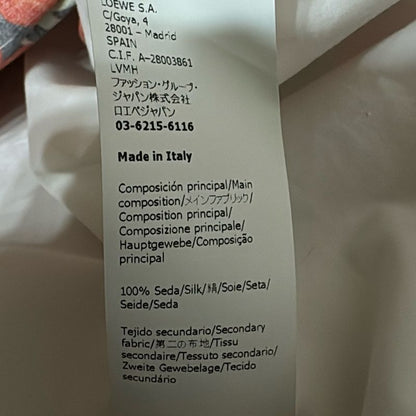 LOEWE S.A.
C/Goya, 4
28001 – Madrid
SPAIN
C.I.F. A-28003861
LVMH
ファッション・グループ・
ジャパン株式会社
ロエベジャパン
03-6215-6116
Made in Italy
Composición principal/Main
composition/メインファブリック/
Composition principal/
Composizione principale/
Hauptgewebe/Composição
principal
100% Seda/Silk/絹/Soie/Seta/
Seide/Seda
Tejido secundario/Secondary
fabric/第二の布地/Tissu
secondaire/Tessuto secondario/
Zweite Gewebelage/Tecido
secundário